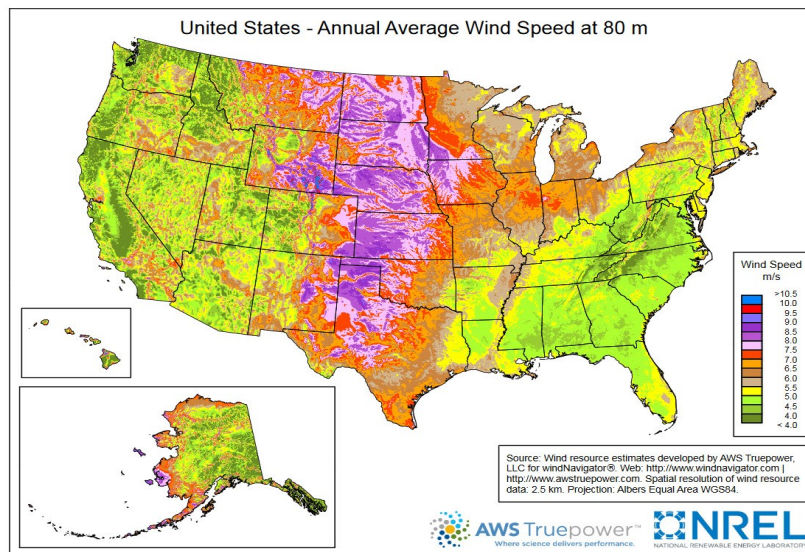 United States - Annual Average Wind Speed at 80 m
Wind Speed
m/s
>10.5
10.0
9.5
9.0
8.5
8.0
7.5
7.0
6.5
6.0
5.5
5.0
4.5
4.0
< 4.0
Source: Wind resource estimates developed by AWS Truepower,
LLC for windNavigator®. Web: http://www.windnavigator.com |
http://www.awstruepower.com. Spatial resolution of wind resource
data: 2.5 km. Projection: Albers Equal Area WGS84.
AWS Truepower™
Where science delivers performance.
NREL
NATIONAL RENEWABLE ENERGY LABORATORY